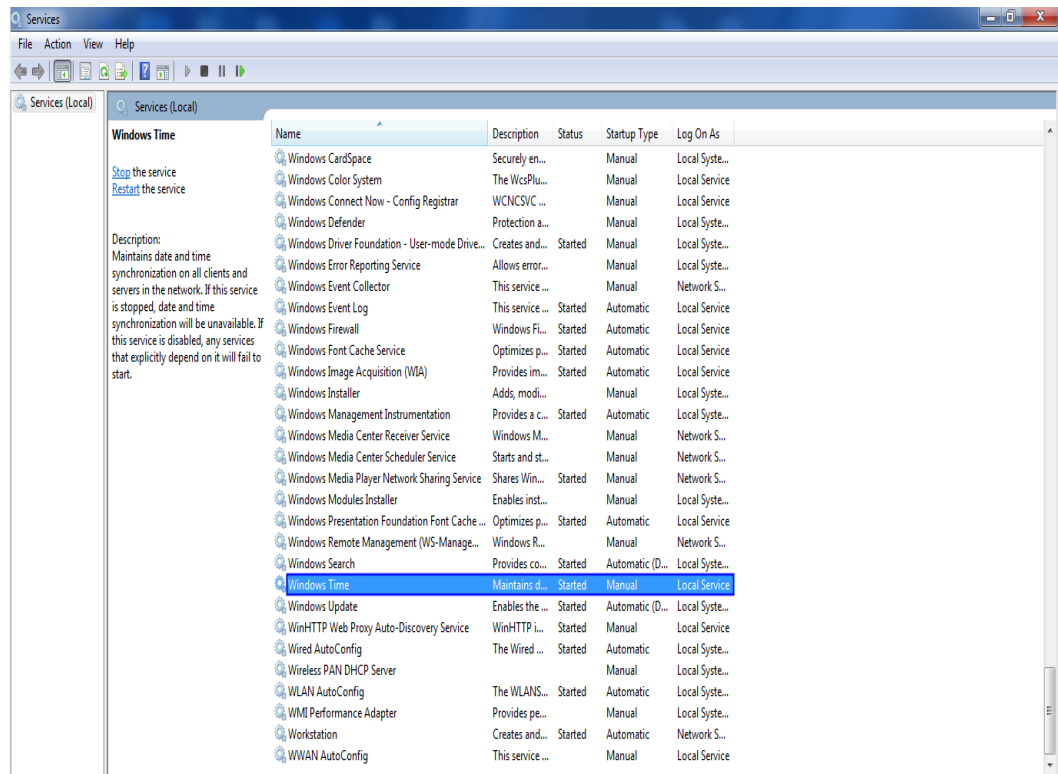 Services
File Action View Help
Services (Local)
Services (Local)
Windows Time
Stop the service
Restart the service
Description:
Maintains date and time
synchronization on all clients and
servers in the network. If this service
is stopped, date and time
synchronization will be unavailable. If
this service is disabled, any services
that explicitly depend on it will fail to
start.
Name Description Status Startup Type Log On As
Windows CardSpace Securely en... Manual Local Syste...
Windows Color System The WcsPlu... Manual Local Service
Windows Connect Now - Config Registrar WCNCSVC ... Manual Local Service
Windows Defender Protection a... Manual Local Syste...
Windows Driver Foundation - User-mode Drive... Creates and... Started Manual Local Syste...
Windows Error Reporting Service Allows error... Manual Local Syste...
Windows Event Collector This service ... Manual Network S...
Windows Event Log This service ... Started Automatic Local Service
Windows Firewall Windows Fi... Started Automatic Local Service
Windows Font Cache Service Optimizes p... Started Automatic Local Service
Windows Image Acquisition (WIA) Provides im... Started Automatic Local Service
Windows Installer Adds, modi... Manual Local Syste...
Windows Management Instrumentation Provides a c... Started Automatic Local Syste...
Windows Media Center Receiver Service Windows M... Manual Network S...
Windows Media Center Scheduler Service Starts and st... Manual Network S...
Windows Media Player Network Sharing Service Shares Win... Started Manual Network S...
Windows Modules Installer Enables inst... Manual Local Syste...
Windows Presentation Foundation Font Cache ... Optimizes p... Started Automatic Local Service
Windows Remote Management (WS-Manage... Windows R... Manual Network S...
Windows Search Provides co... Started Automatic (D... Local Syste...
Windows Time Maintains d... Started Manual Local Service
Windows Update Enables the ... Started Automatic (D... Local Syste...
WinHTTP Web Proxy Auto-Discovery Service WinHTTP i... Started Manual Local Service
Wired AutoConfig The Wired ... Started Automatic Local Syste...
Wireless PAN DHCP Server Manual Local Syste...
WLAN AutoConfig The WLANS... Started Automatic Local Syste...
WMI Performance Adapter Provides pe... Manual Local Syste...
Workstation Creates and... Started Automatic Network S...
WWAN AutoConfig This service ... Manual Local Service